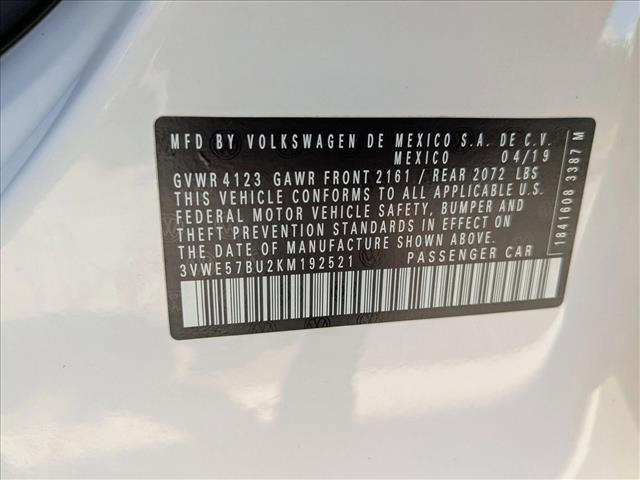 MFD BY VOLKSWAGEN DE MEXICO S.A. DE C.V.
MEXICO 04/19
GVWR 4123 GAWR FRONT 2161 / REAR 2072 LBS
THIS VEHICLE CONFORMS TO ALL APPLICABLE U.S.
FEDERAL MOTOR VEHICLE SAFETY, BUMPER AND
THEFT PREVENTION STANDARDS IN EFFECT ON
THE DATE OF MANUFACTURE SHOWN ABOVE.
3VWE57BU2KM192521 PASSENGER CAR
1841608 3387 M